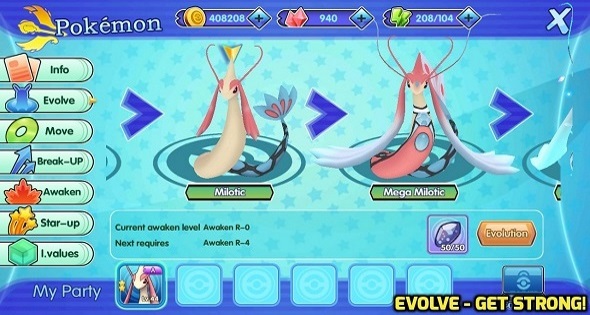 Pokémon
408208
940
208/104
Info
Evolve
Move
Break-UP
Awaken
Star-up
I.values
Milotic
Mega Milotic
Current awaken level Awaken R-0
Next requires Awaken R-4
50/50
Evolution
My Party
EVOLVE - GET STRONG!